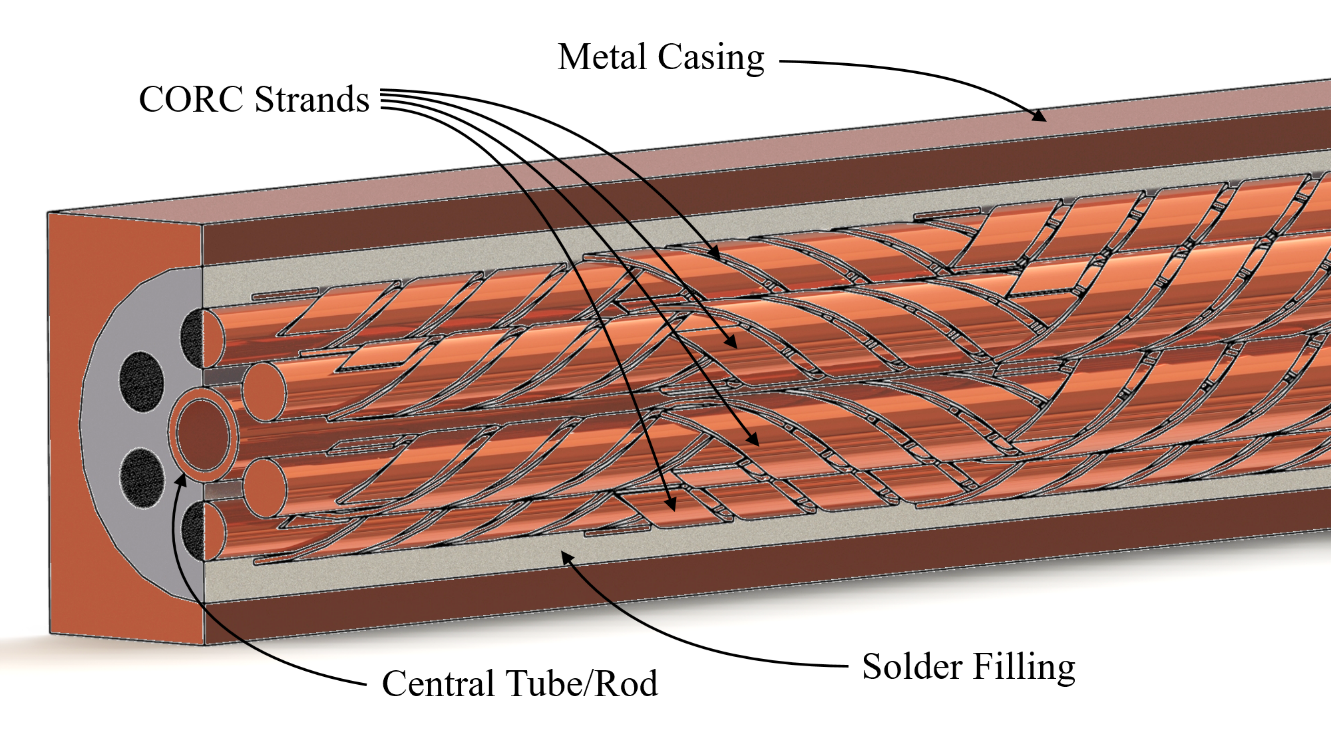 Metal Casing
CORC Strands
Solder Filling
Central Tube/Rod